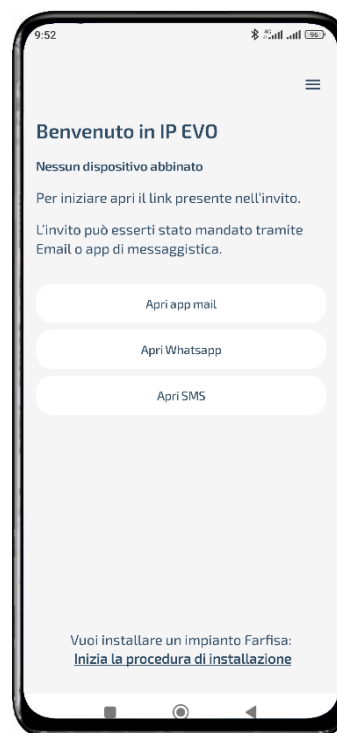 9:52
4G
96
Benvenuto in IP EVO
Nessun dispositivo abbinato
Per iniziare apri il link presente nell'invito.
L'invito può esserti stato mandato tramite
Email o app di messaggistica.
Apri app mail
Apri Whatsapp
Apri SMS
Vuoi installare un impianto Farfisa:
Inizia la procedura di installazione